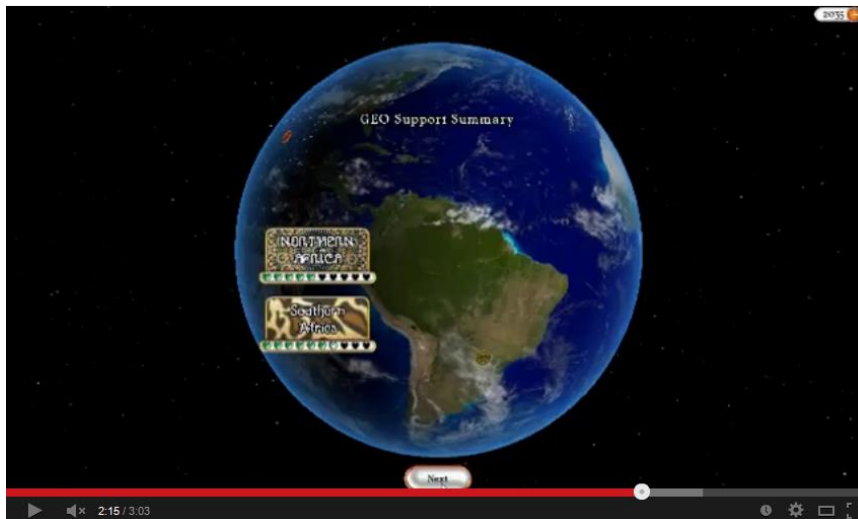 2035
GEO Support Summary
NORTHERN
AFRICA
Southern
Africa
Next
2:15 / 3:03